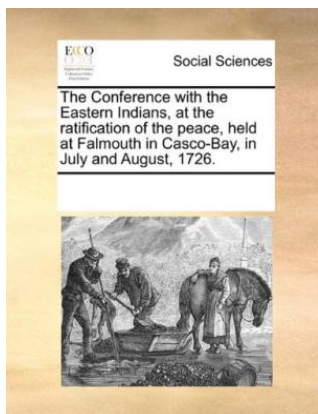 ECCO
Social Sciences
The Conference with the
Eastern Indians, at the
ratification of the peace, held
at Falmouth in Casco-Bay, in
July and August, 1726.